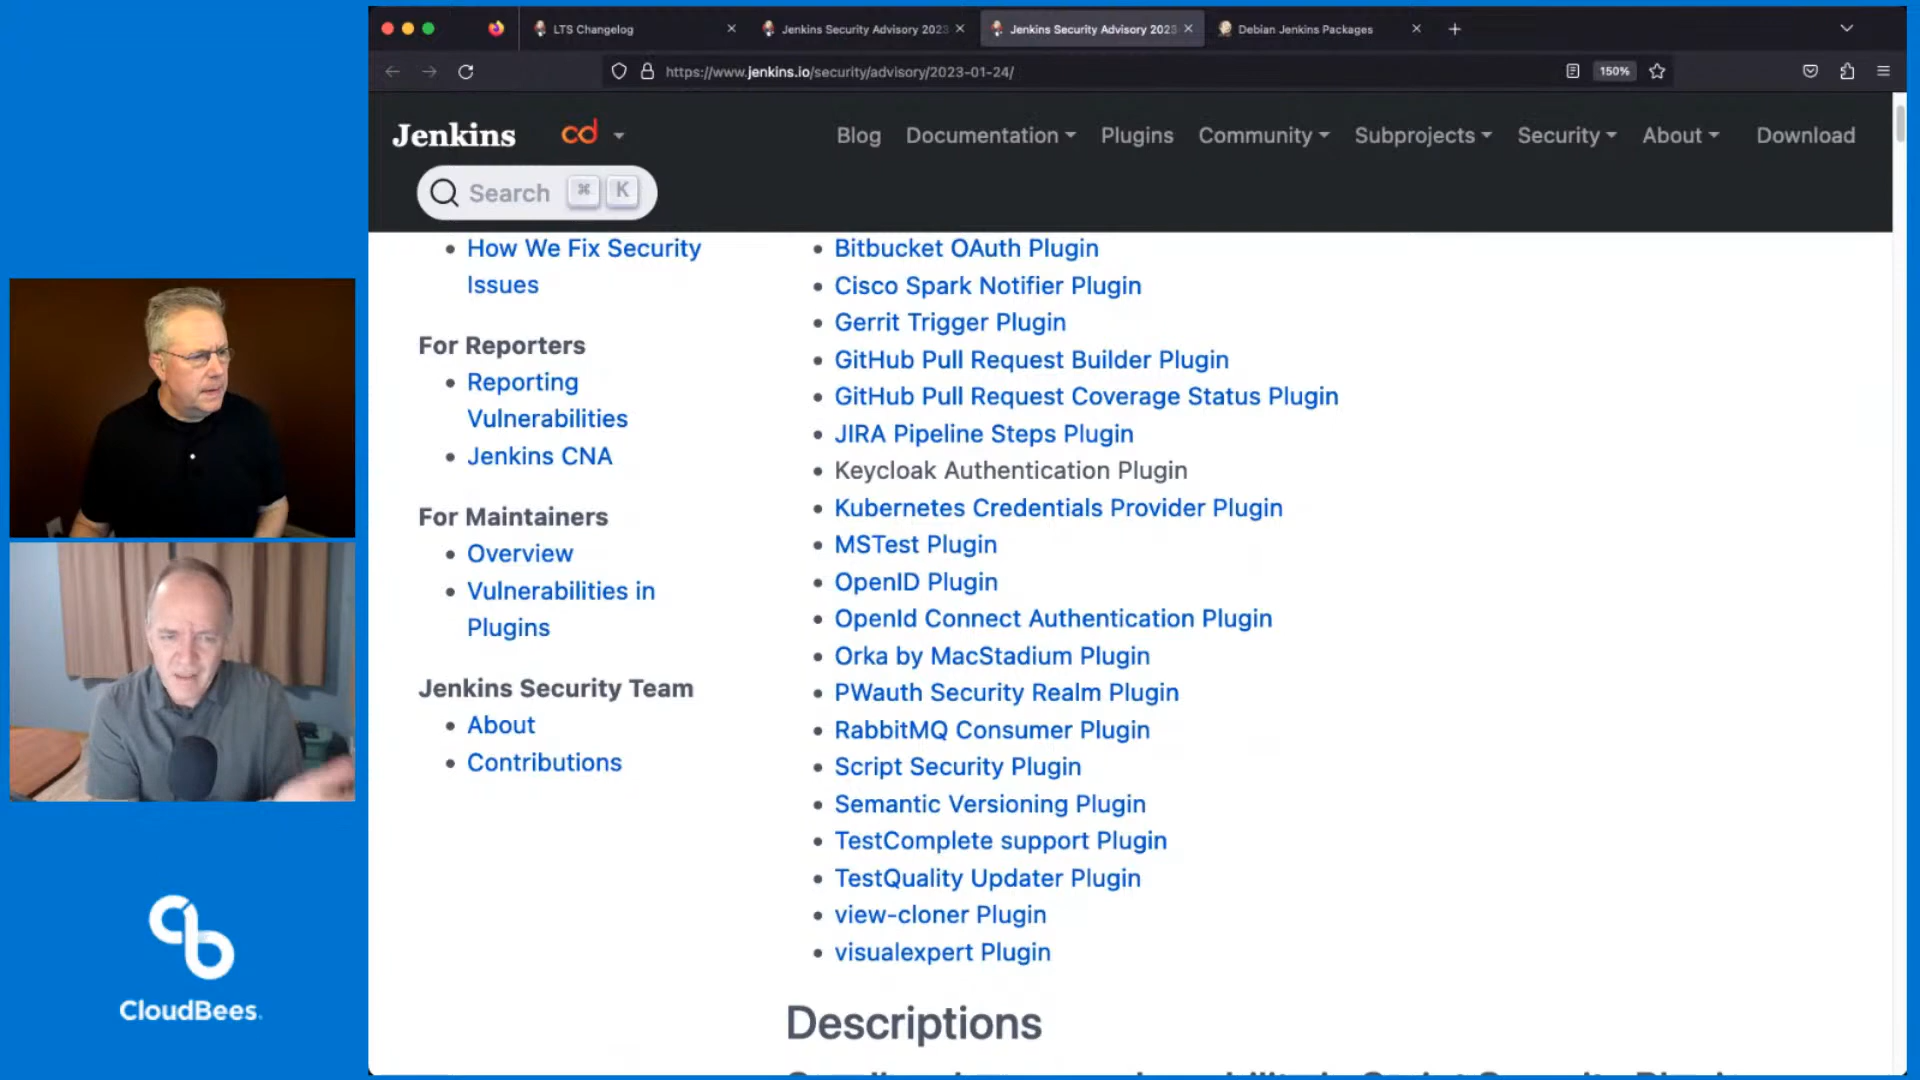 LTS Changelog
Jenkins Security Advisory 2023
Jenkins Security Advisory 2023
Debian Jenkins Packages
https://www.jenkins.io/security/advisory/2023-01-24/
150%
Jenkins
cd
Blog
Documentation
Plugins
Community
Subprojects
Security
About
Download
Search
⌘
K
How We Fix Security
Issues
For Reporters
Reporting
Vulnerabilities
Jenkins CNA
For Maintainers
Overview
Vulnerabilities in
Plugins
Jenkins Security Team
About
Contributions
Bitbucket OAuth Plugin
Cisco Spark Notifier Plugin
Gerrit Trigger Plugin
GitHub Pull Request Builder Plugin
GitHub Pull Request Coverage Status Plugin
JIRA Pipeline Steps Plugin
Keycloak Authentication Plugin
Kubernetes Credentials Provider Plugin
MSTest Plugin
OpenID Plugin
OpenId Connect Authentication Plugin
Orka by MacStadium Plugin
PWauth Security Realm Plugin
RabbitMQ Consumer Plugin
Script Security Plugin
Semantic Versioning Plugin
TestComplete support Plugin
TestQuality Updater Plugin
view-cloner Plugin
visualexpert Plugin
Descriptions
CloudBees.